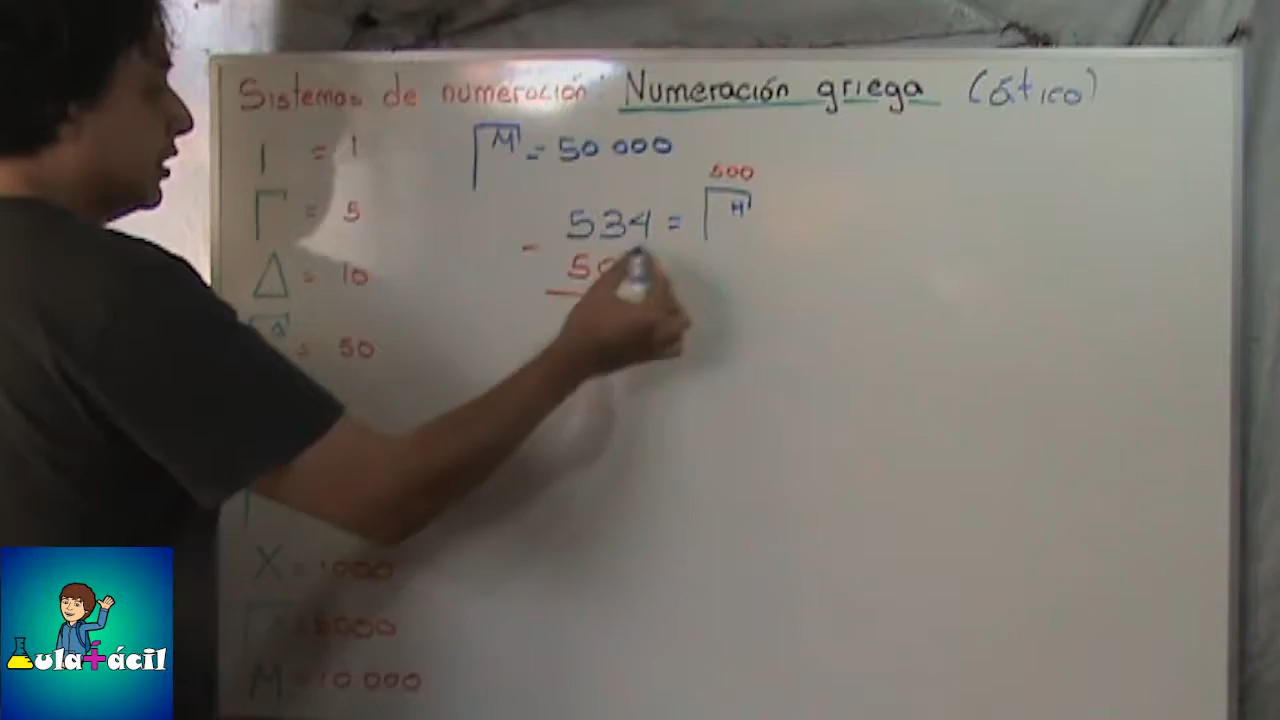 Sistemas de numeración: Numeración griega (ático)
I = 1
Γ = 5
Δ = 10
= 50
X = 1000
= 5000
M = 10 000
M = 50 000
500
534 = Γ H
- 50
Aula fácil